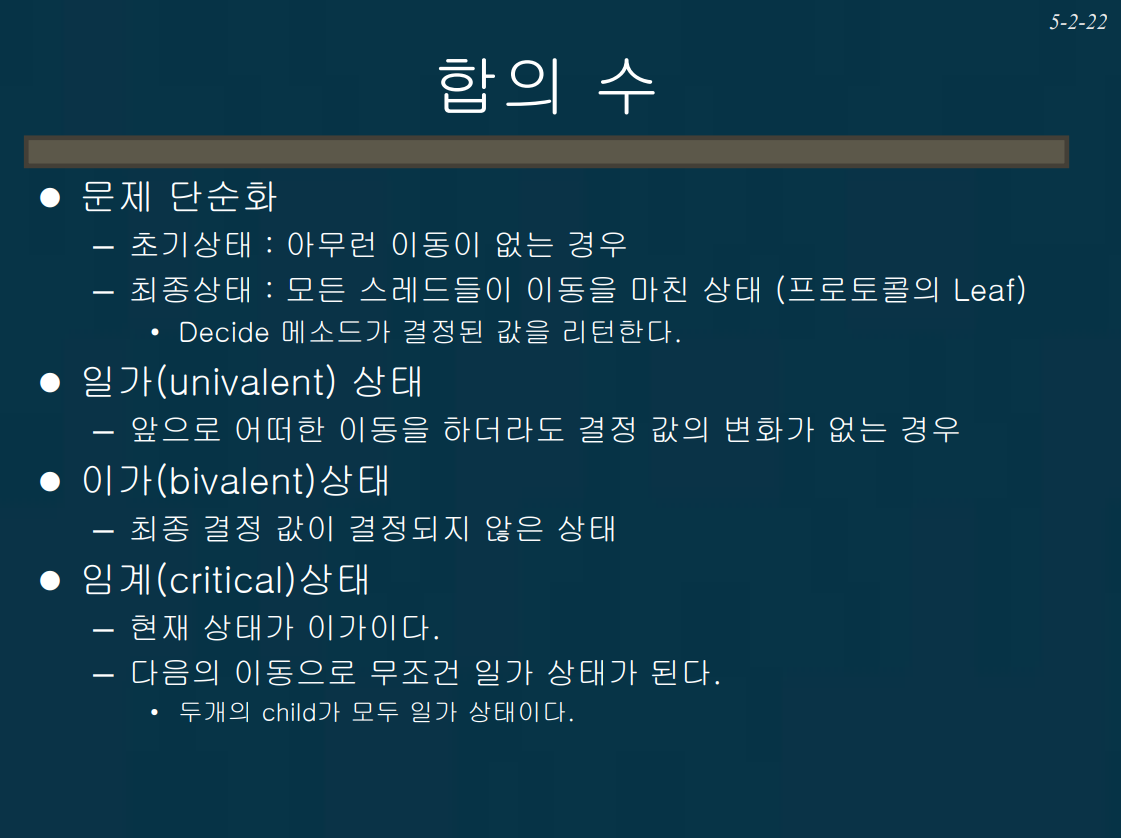 5-2-22
합의 수
● 문제 단순화
– 초기상태 : 아무런 이동이 없는 경우
– 최종상태 : 모든 스레드들이 이동을 마친 상태 (프로토콜의 Leaf)
• Decide 메소드가 결정된 값을 리턴한다.
● 일가(univalent) 상태
– 앞으로 어떠한 이동을 하더라도 결정 값의 변화가 없는 경우
● 이가(bivalent)상태
– 최종 결정 값이 결정되지 않은 상태
● 임계(critical)상태
– 현재 상태가 이가이다.
– 다음의 이동으로 무조건 일가 상태가 된다.
• 두개의 child가 모두 일가 상태이다.